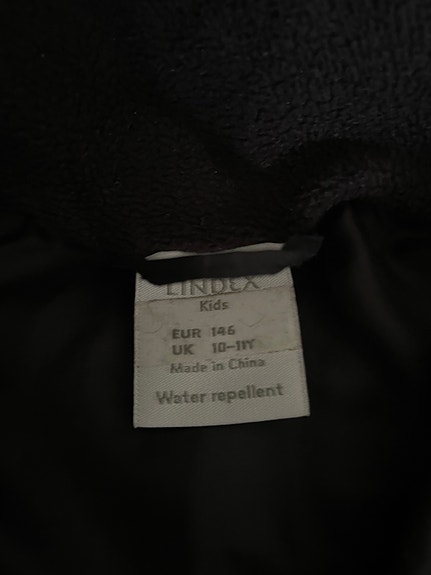 LINDEX
Kids
EUR 146
UK 10-11Y
Made in China
Water repellent